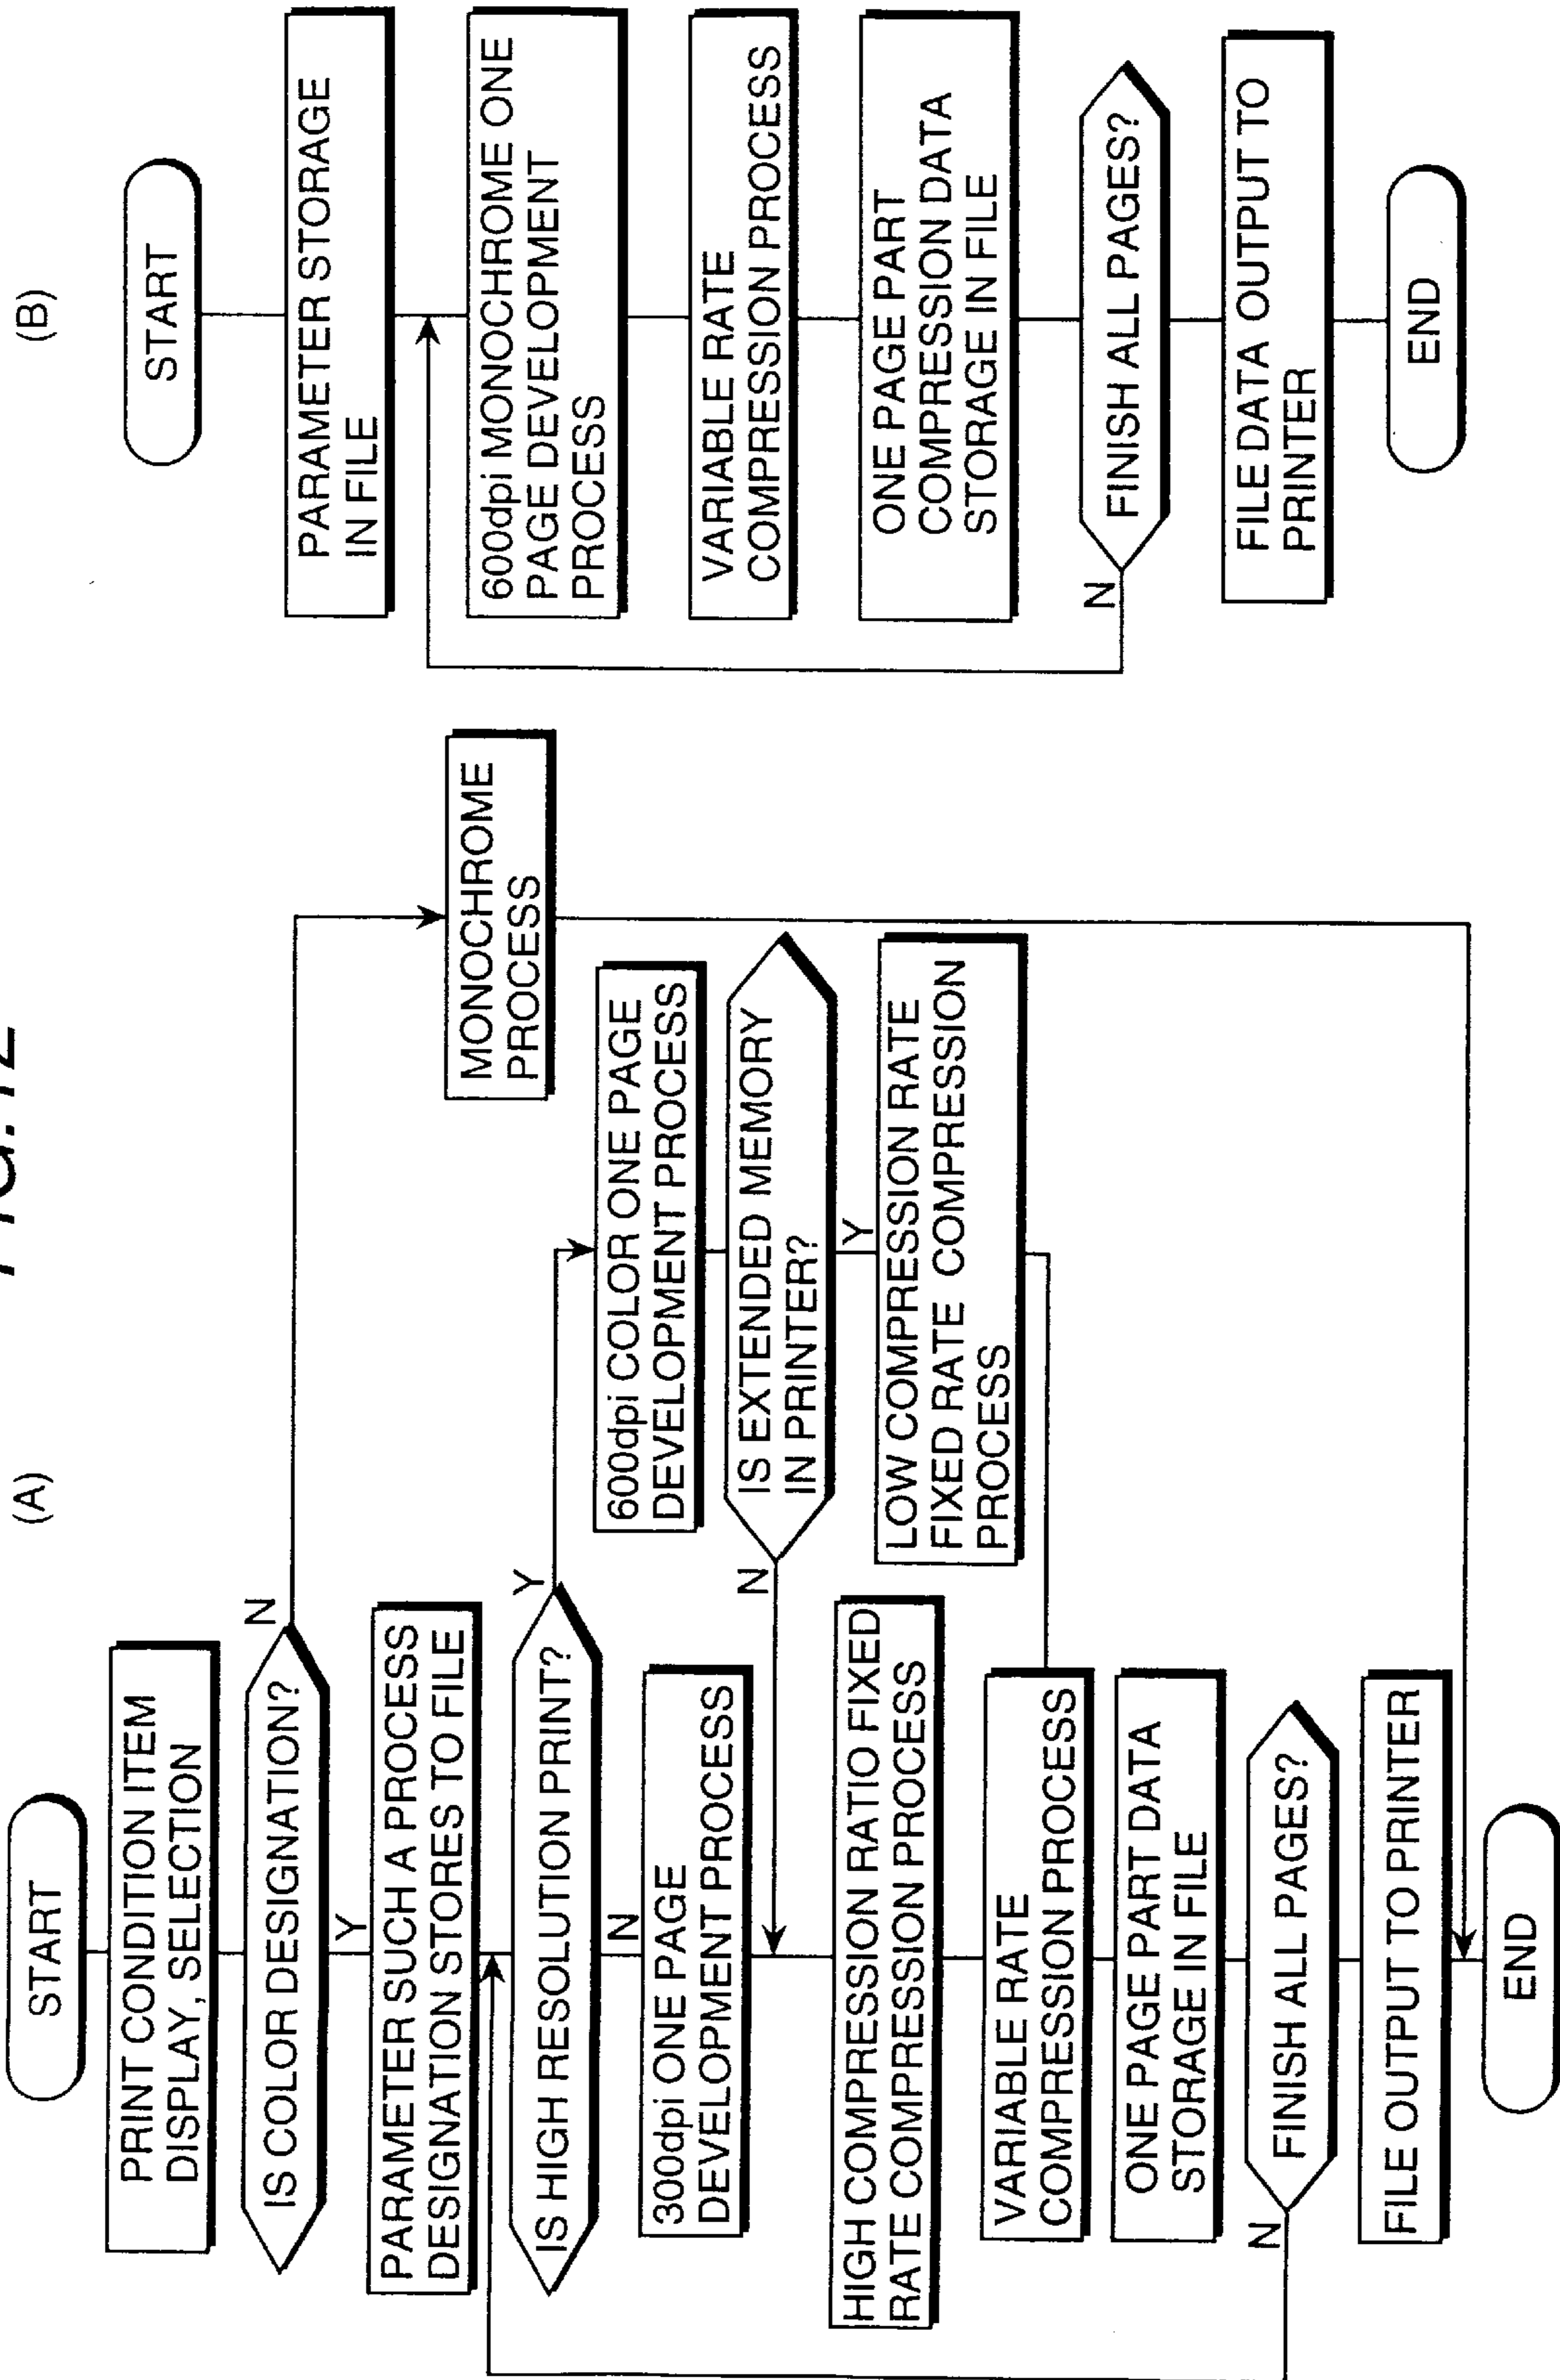 FIG. 12
(A)
START
PRINT CONDITION ITEM
DISPLAY, SELECTION
IS COLOR DESIGNATION?
N
Y
PARAMETER SUCH A PROCESS
DESIGNATION STORES TO FILE
IS HIGH RESOLUTION PRINT?
Y
N
300dpi ONE PAGE
DEVELOPMENT PROCESS
HIGH COMPRESSION RATIO FIXED
RATE COMPRESSION PROCESS
VARIABLE RATE
COMPRESSION PROCESS
ONE PAGE PART DATA
STORAGE IN FILE
FINISH ALL PAGES?
N
FILE OUTPUT TO PRINTER
END
600dpi COLOR ONE PAGE
DEVELOPMENT PROCESS
IS EXTENDED MEMORY
IN PRINTER?
N
Y
LOW COMPRESSION RATE
FIXED RATE COMPRESSION
PROCESS
MONOCHROME
PROCESS
(B)
START
PARAMETER STORAGE
IN FILE
600dpi MONOCHROME ONE
PAGE DEVELOPMENT
PROCESS
VARIABLE RATE
COMPRESSION PROCESS
ONE PAGE PART
COMPRESSION DATA
STORAGE IN FILE
FINISH ALL PAGES?
N
FILE DATA OUTPUT TO
PRINTER
END